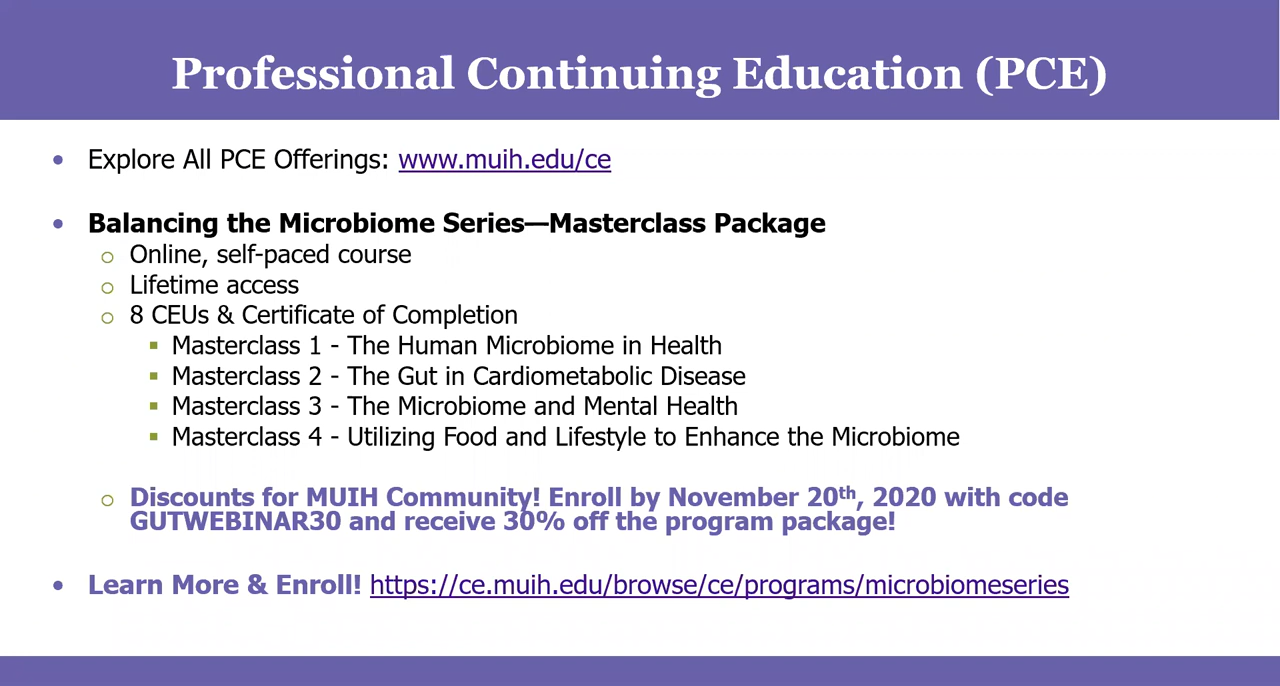 Professional Continuing Education (PCE)
• Explore All PCE Offerings: www.muih.edu/ce
• Balancing the Microbiome Series—Masterclass Package
o Online, self-paced course
o Lifetime access
o 8 CEUs & Certificate of Completion
▪ Masterclass 1 - The Human Microbiome in Health
▪ Masterclass 2 - The Gut in Cardiometabolic Disease
▪ Masterclass 3 - The Microbiome and Mental Health
▪ Masterclass 4 - Utilizing Food and Lifestyle to Enhance the Microbiome
o Discounts for MUIH Community! Enroll by November 20th, 2020 with code
GUTWEBINAR30 and receive 30% off the program package!
• Learn More & Enroll! https://ce.muih.edu/browse/ce/programs/microbiomeseries